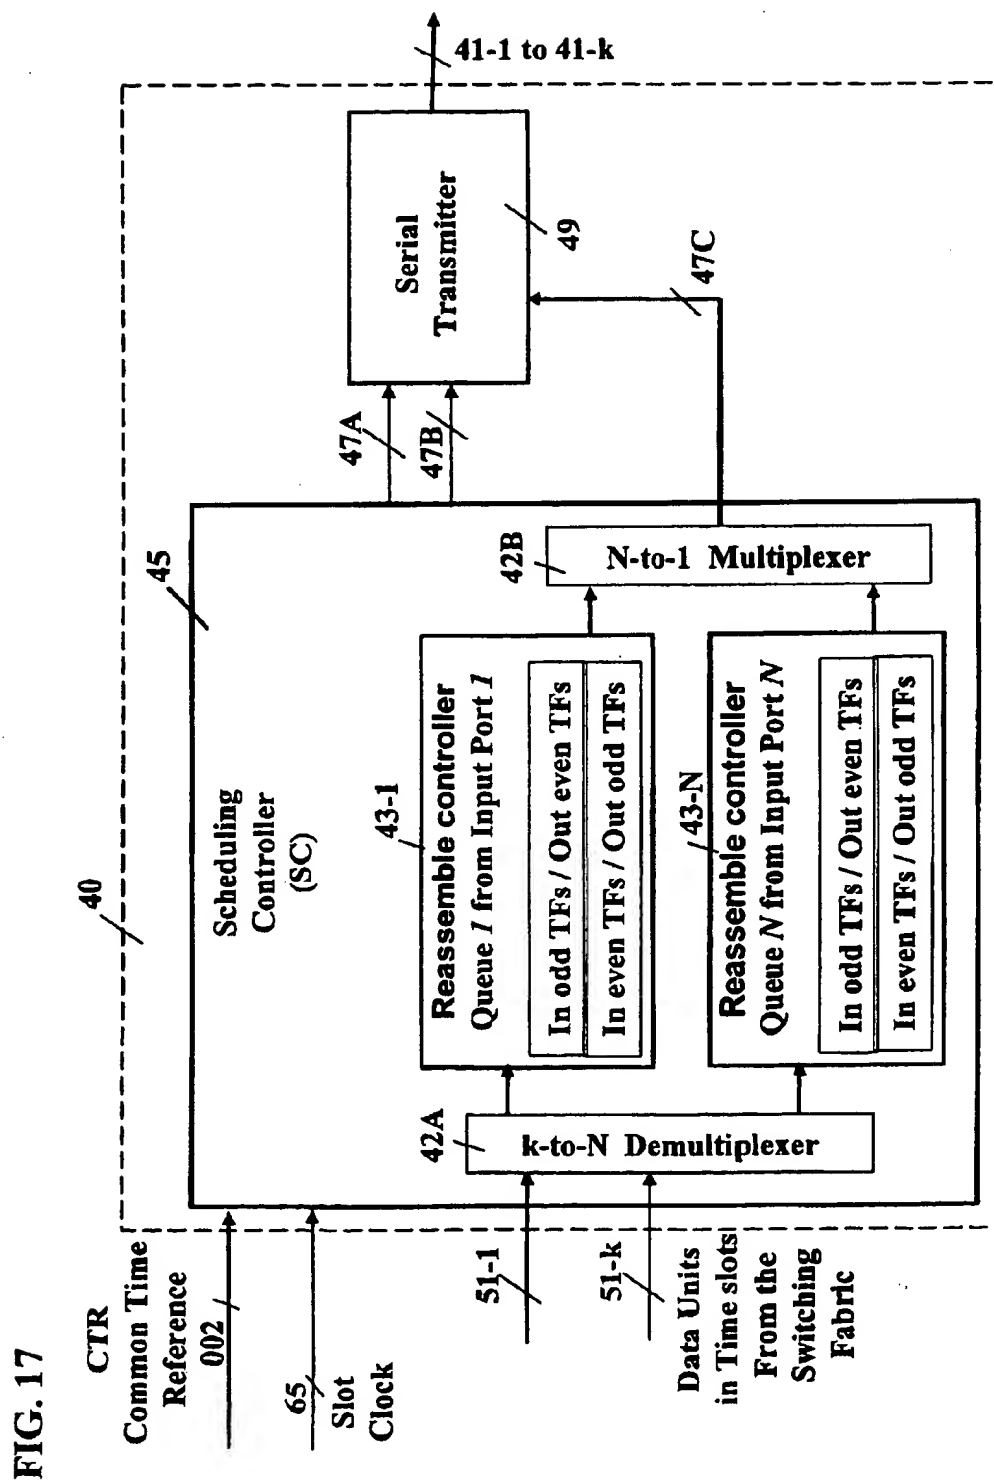 FIG. 17
CTR
Common Time
Reference
002
65
Slot
Clock
51-1
51-k
Data Units
in Time slots
From the
Switching
Fabric
40
45
Scheduling
Controller
(SC)
42A
k-to-N Demultiplexer
43-1
Reassemble controller
Queue 1 from Input Port 1
In odd TFs / Out even TFs
In even TFs / Out odd TFs
43-N
Reassemble controller
Queue N from Input Port N
In odd TFs / Out even TFs
In even TFs / Out odd TFs
42B
N-to-1 Multiplexer
47A
47B
47C
Serial
Transmitter
49
41-1 to 41-k